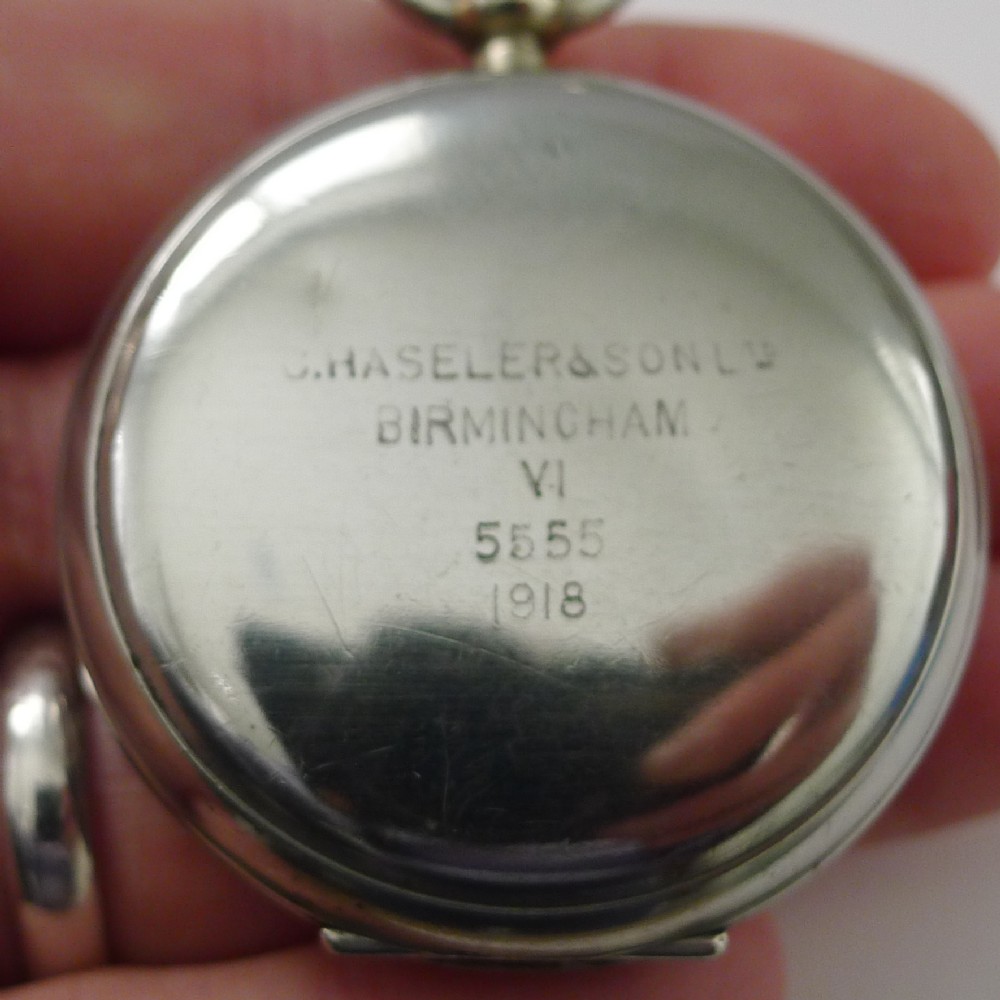 C.HASELER&SON LTD
BIRMINGHAM
VI
5555
1918